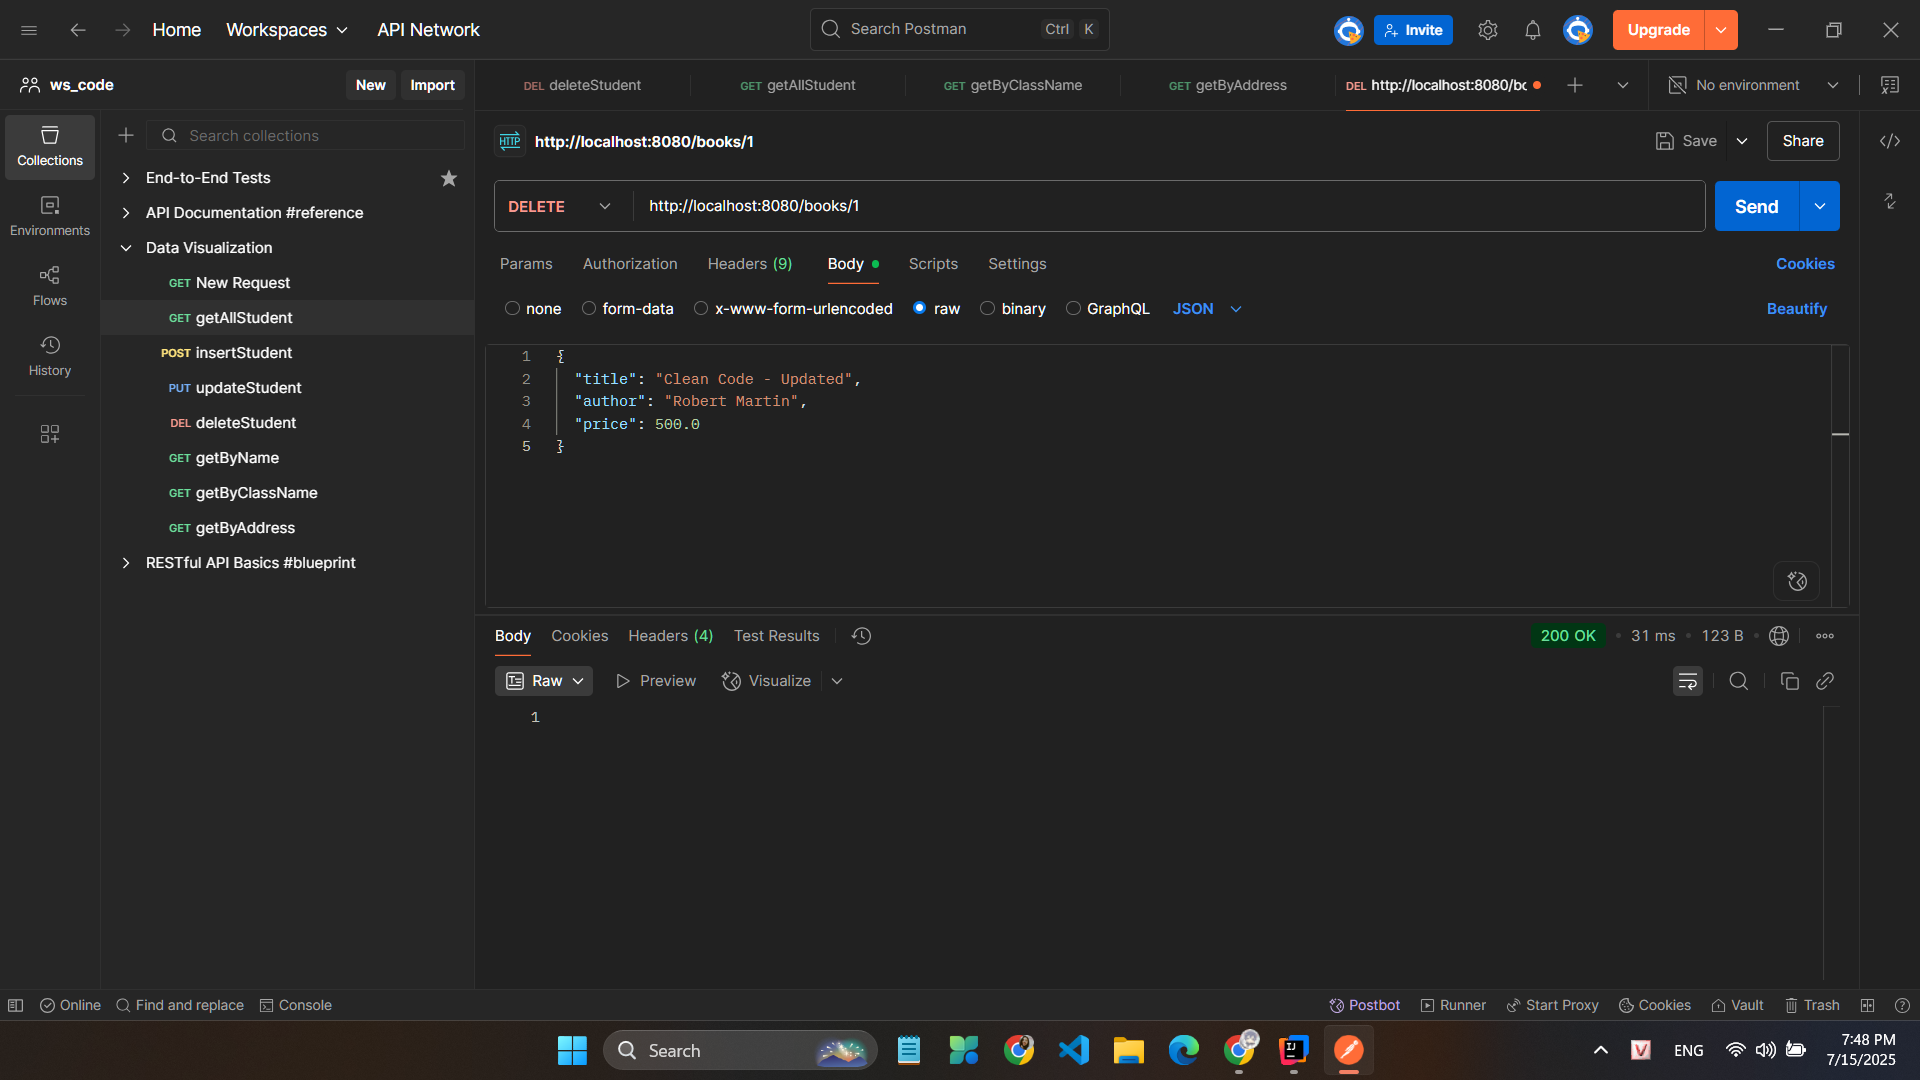 Home
Workspaces
API Network
Search Postman
Ctrl
K
Invite
Upgrade
ws_code
New
Import
DEL deleteStudent
GET getAllStudent
GET getByClassName
GET getByAddress
DEL http://localhost:8080/bo
No environment
Collections
Environments
Flows
History
Search collections
End-to-End Tests
API Documentation #reference
Data Visualization
GET New Request
GET getAllStudent
POST insertStudent
PUT updateStudent
DEL deleteStudent
GET getByName
GET getByClassName
GET getByAddress
RESTful API Basics #blueprint
HTTP
http://localhost:8080/books/1
Save
Share
DELETE
http://localhost:8080/books/1
Send
Params
Authorization
Headers (9)
Body
Scripts
Settings
Cookies
none
form-data
x-www-form-urlencoded
raw
binary
GraphQL
JSON
Beautify
1 {
2 "title": "Clean Code - Updated",
3 "author": "Robert Martin",
4 "price": 500.0
5 }
Body
Cookies
Headers (4)
Test Results
200 OK
31 ms
123 B
Raw
Preview
Visualize
1
Online
Find and replace
Console
Postbot
Runner
Start Proxy
Cookies
Vault
Trash
Search
ENG
7:48 PM
7/15/2025